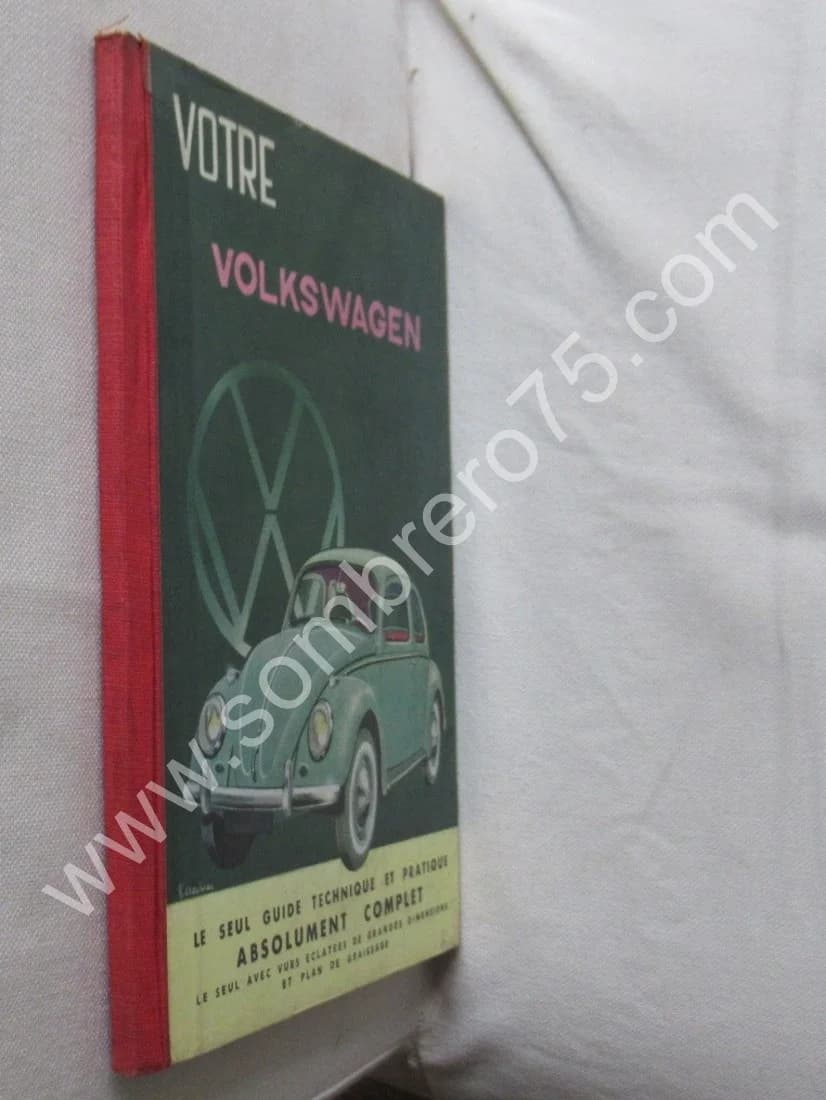 VOTRE
VOLKSWAGEN
www.sombrero75.com
LE SEUL GUIDE TECHNIQUE ET PRATIQUE
ABSOLUMENT COMPLET
LE SEUL AVEC VUES ECLATEES DE GRANDES DIMENSIONS
ET PLAN DE GRAISSAGE